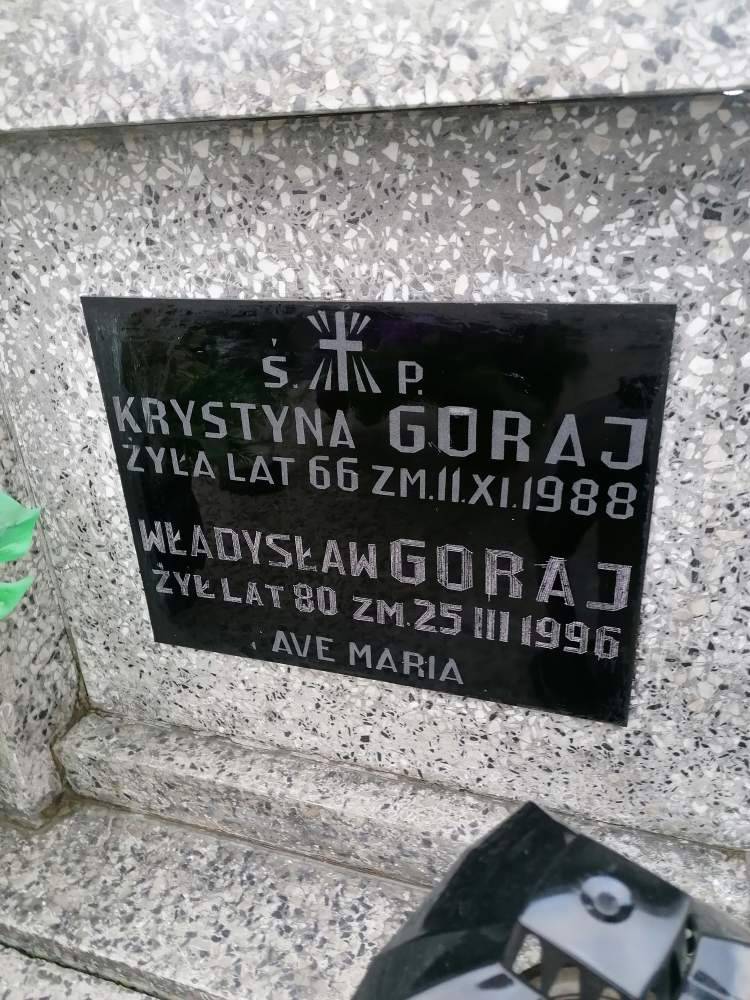 Ś. P.
KRYSTYNA GORAJ
ŻYŁA LAT 66 ZM.11.XI.1988
WŁADYSŁAW GORAJ
ŻYŁ LAT 80 ZM.25 III 1996
AVE MARIA